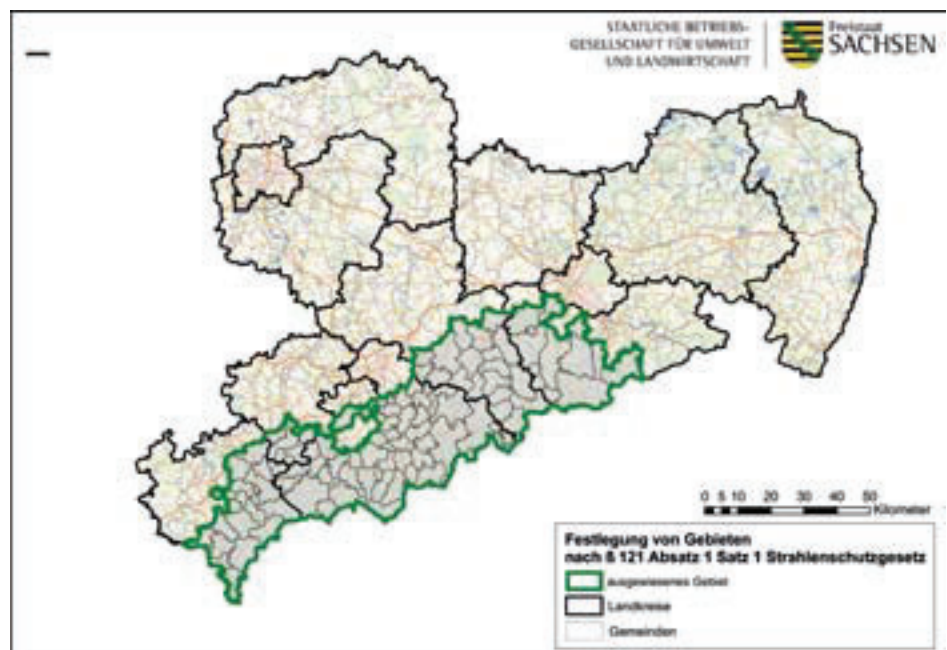 STAATLICHE BETRIEBS-
GESELLSCHAFT FÜR UMWELT
UND LANDWIRTSCHAFT
Freistaat
SACHSEN
0 5 10 20 30 40 50
Kilometer
Festlegung von Gebieten
nach ß 121 Absatz 1 Satz 1 Strahlenschutzgesetz
ausgewiesenes Gebiet
Landkreise
Gemeinden